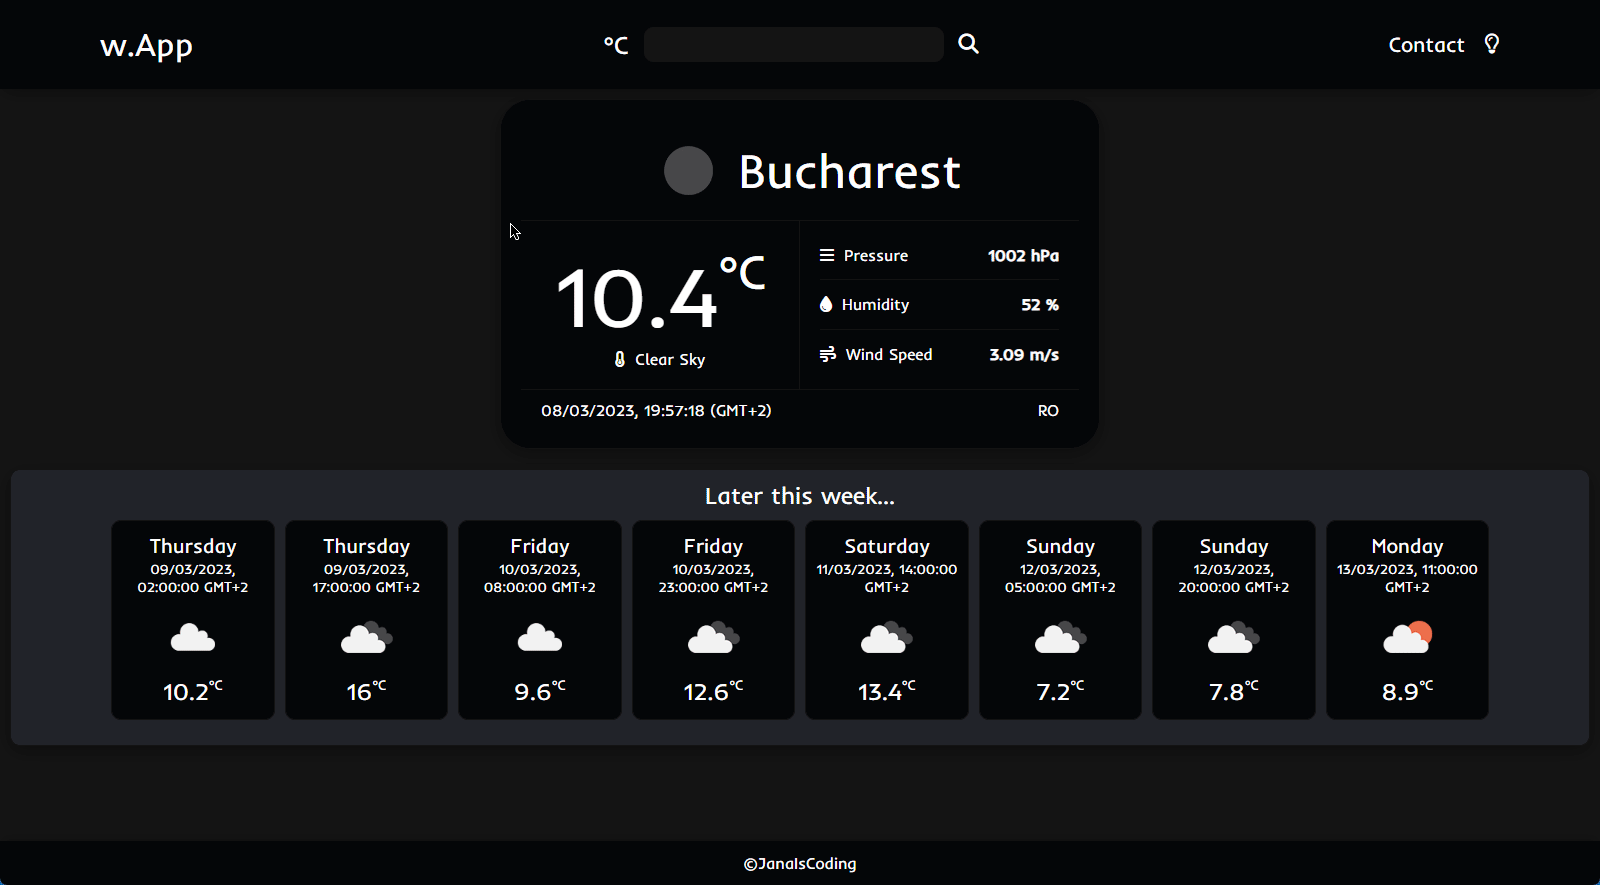 w.App
°C
Contact
Bucharest
10.4°C
Clear Sky
Pressure 1002 hPa
Humidity 52 %
Wind Speed 3.09 m/s
08/03/2023, 19:57:18 (GMT+2) RO
Later this week...
Thursday
09/03/2023,
02:00:00 GMT+2
10.2°C
Thursday
09/03/2023,
17:00:00 GMT+2
16°C
Friday
10/03/2023,
08:00:00 GMT+2
9.6°C
Friday
10/03/2023,
23:00:00 GMT+2
12.6°C
Saturday
11/03/2023, 14:00:00
GMT+2
13.4°C
Sunday
12/03/2023,
05:00:00 GMT+2
7.2°C
Sunday
12/03/2023,
20:00:00 GMT+2
7.8°C
Monday
13/03/2023, 11:00:00
GMT+2
8.9°C
©JanaIsCoding